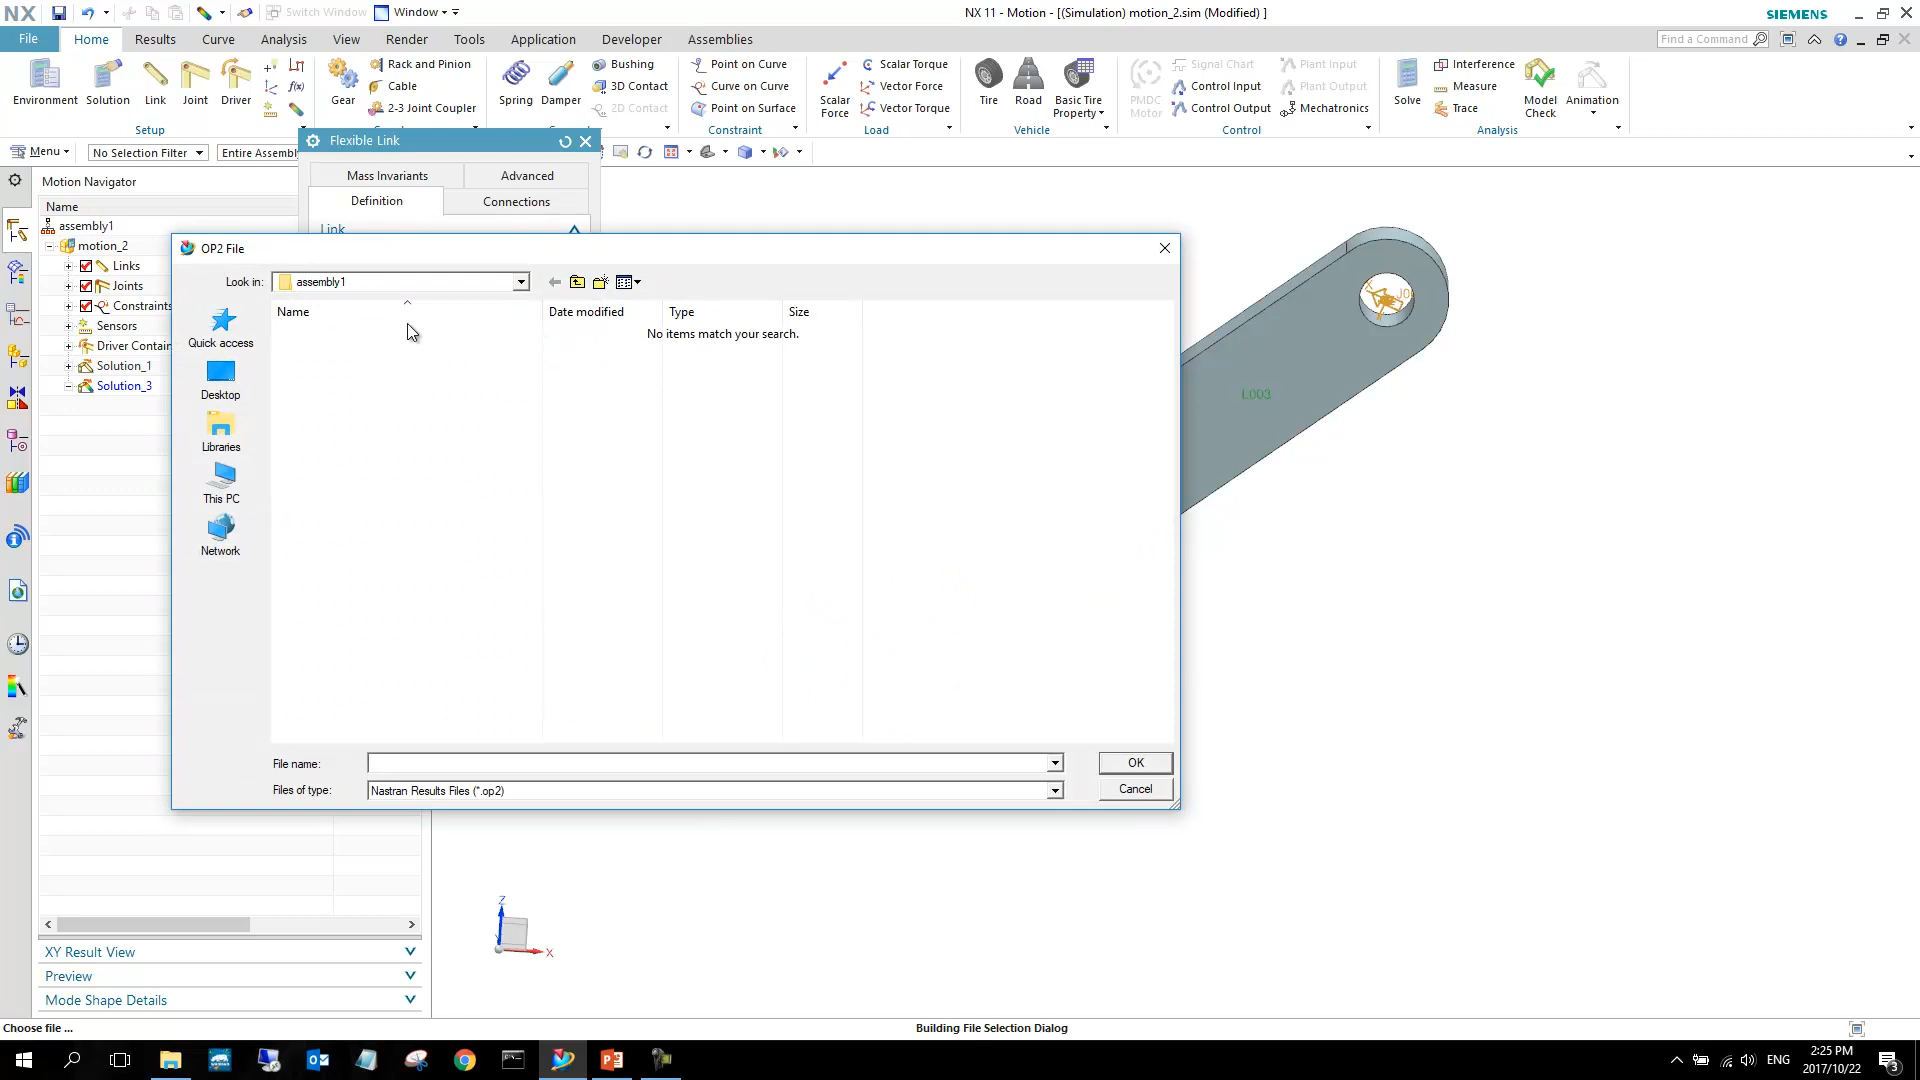 NX
Switch Window
Window
NX 11 - Motion - [(Simulation) motion_2.sim (Modified) ]
SIEMENS
File
Home
Results
Curve
Analysis
View
Render
Tools
Application
Developer
Assemblies
Find a Command
Environment
Solution
Link
Joint
Driver
Setup
Gear
Rack and Pinion
Cable
2-3 Joint Coupler
Spring
Damper
Bushing
3D Contact
2D Contact
Point on Curve
Curve on Curve
Point on Surface
Constraint
Scalar Force
Scalar Torque
Vector Force
Vector Torque
Load
Tire
Road
Basic Tire Property
Vehicle
PMDC Motor
Signal Chart
Control Input
Control Output
Plant Input
Plant Output
Mechatronics
Control
Solve
Interference
Measure
Trace
Model Check
Animation
Analysis
Menu
No Selection Filter
Entire Assembl
Flexible Link
Mass Invariants
Advanced
Definition
Connections
Link
Motion Navigator
Name
assembly1
motion_2
Links
Joints
Constraints
Sensors
Driver Contain
Solution_1
Solution_3
OP2 File
Look in:
assembly1
Name
Date modified
Type
Size
No items match your search.
Quick access
Desktop
Libraries
This PC
Network
File name:
OK
Files of type:
Nastran Results Files (*.op2)
Cancel
L003
X
Z
X
XY Result View
Preview
Mode Shape Details
Choose file ...
Building File Selection Dialog
ENG
2:25 PM
2017/10/22
3